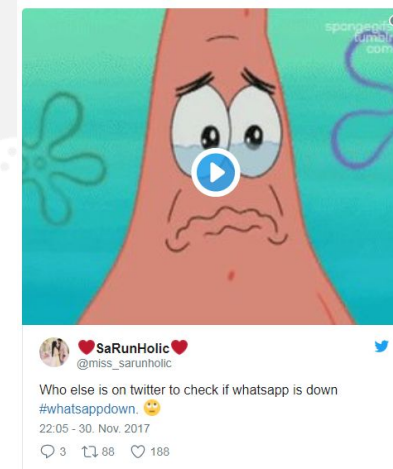 spongegifs
tumblr
com
❤SaRunHolic❤
@miss_sarunholic
Who else is on twitter to check if whatsapp is down
#whatsappdown. 🙄
22:05 - 30. Nov. 2017
3 88 188